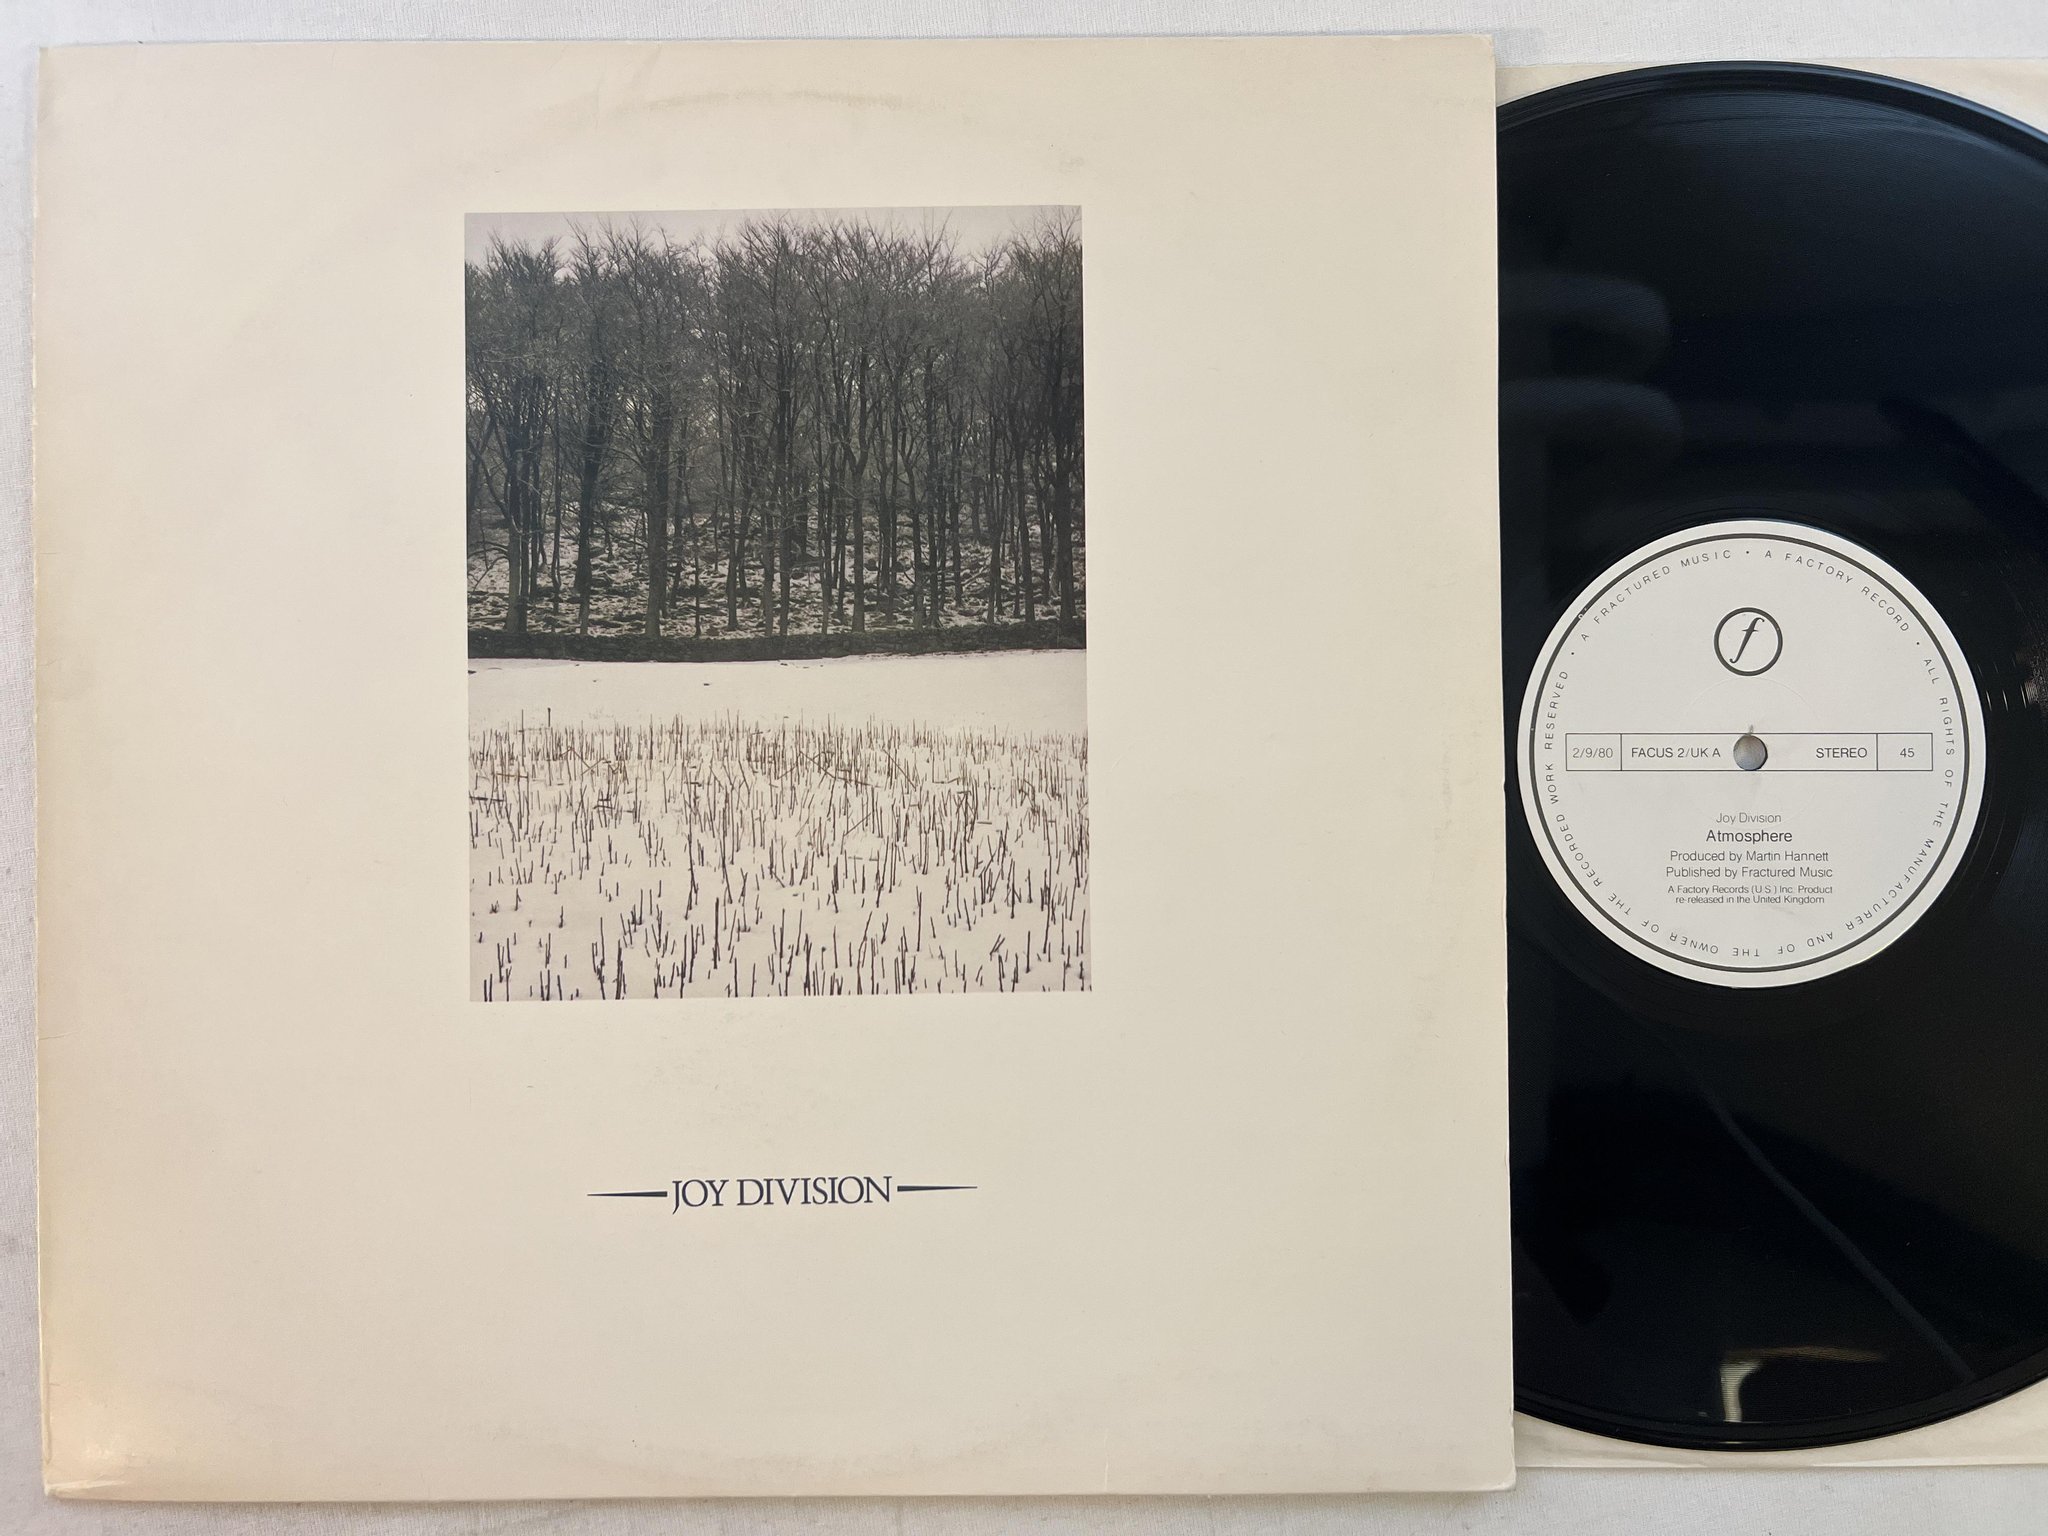 JOY DIVISION
A FRACTURED MUSIC • A FACTORY RECORD • ALL RIGHTS OF THE MANUFACTURER AND OF THE OWNER OF THE RECORDED WORK RESERVED •
f
2/9/80 FACUS 2/UK A STEREO 45
Joy Division
Atmosphere
Produced by Martin Hannett
Published by Fractured Music
A Factory Records (U.S.) Inc. Product
re-released in the United Kingdom